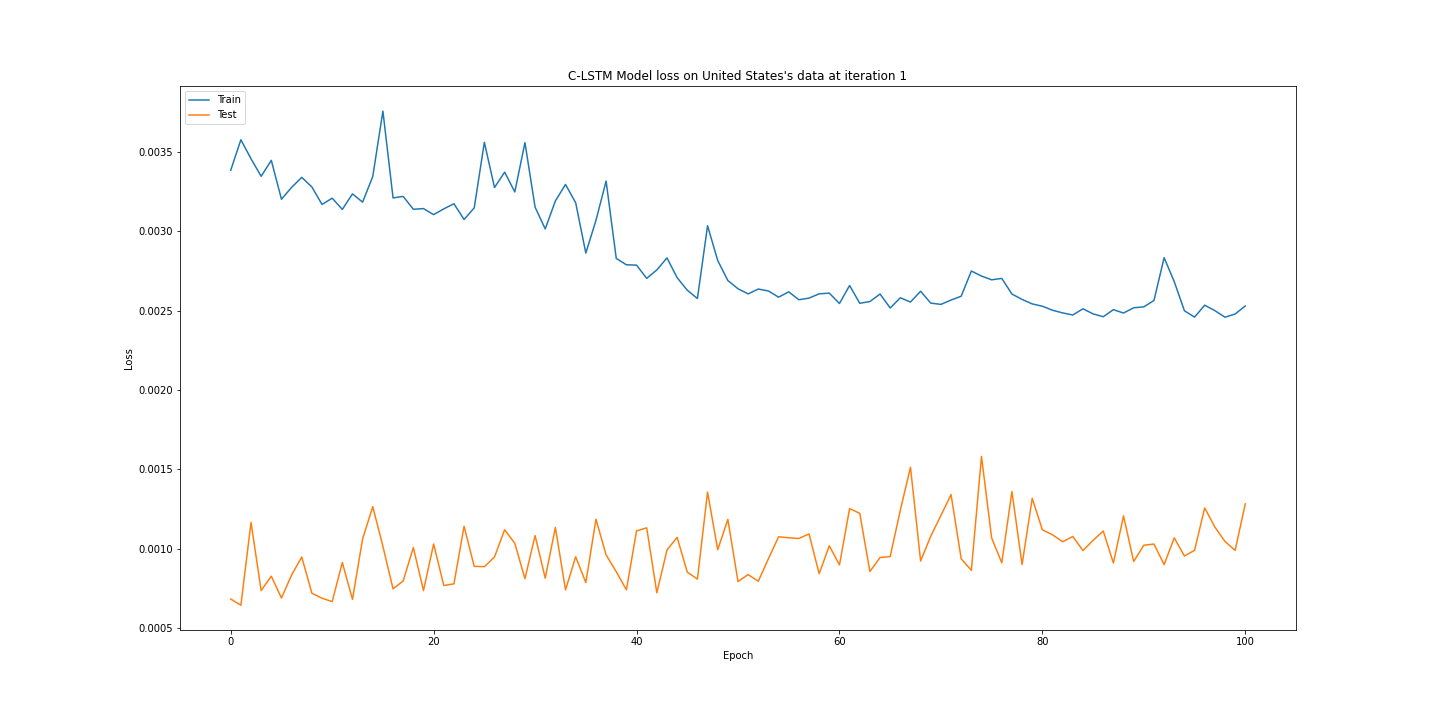 C-LSTM Model loss on United States's data at iteration 1
Train
Test
0.0035
0.0030
0.0025
0.0020
0.0015
0.0010
0.0005
Loss
0 20 40 60 80 100
Epoch